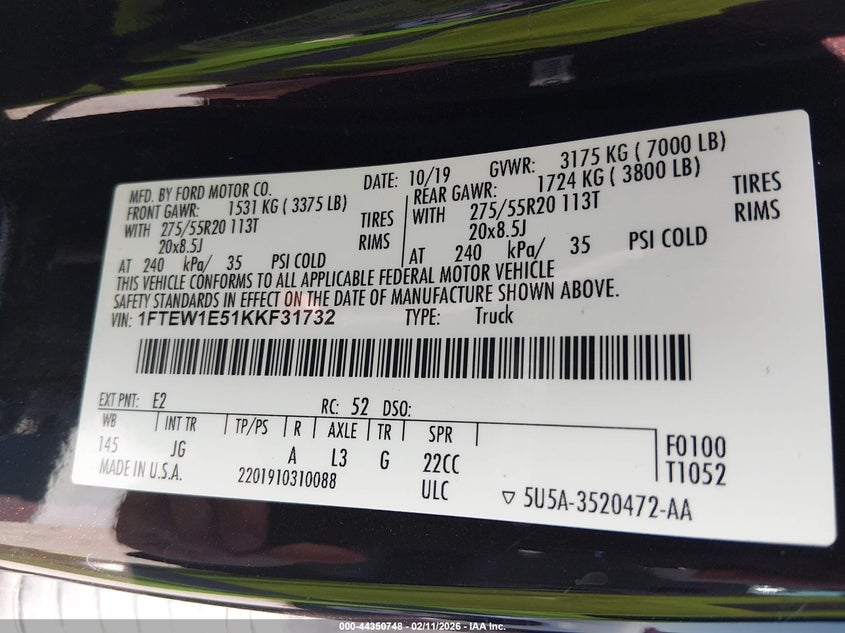 MFD. BY FORD MOTOR CO. DATE: 10/19 GVWR: 3175 KG ( 7000 LB)
FRONT GAWR: 1531 KG ( 3375 LB) REAR GAWR: 1724 KG ( 3800 LB)
WITH 275/55R20 113T TIRES WITH 275/55R20 113T TIRES
20x8.5J RIMS 20x8.5J RIMS
AT 240 kPa/ 35 PSI COLD AT 240 kPa/ 35 PSI COLD
THIS VEHICLE CONFORMS TO ALL APPLICABLE FEDERAL MOTOR VEHICLE
SAFETY STANDARDS IN EFFECT ON THE DATE OF MANUFACTURE SHOWN ABOVE.
VIN: 1FTEW1E51KKF31732 TYPE: Truck
EXT PNT: E2 RC: 52 DSO:
WB INT TR TP/PS R AXLE TR SPR
145 JG A L3 G 22CC F0100
MADE IN U.S.A. 2201910310088 ULC T1052
▽ 5U5A-3520472-AA
000-44350748 - 02/11/2026 - IAA Inc.